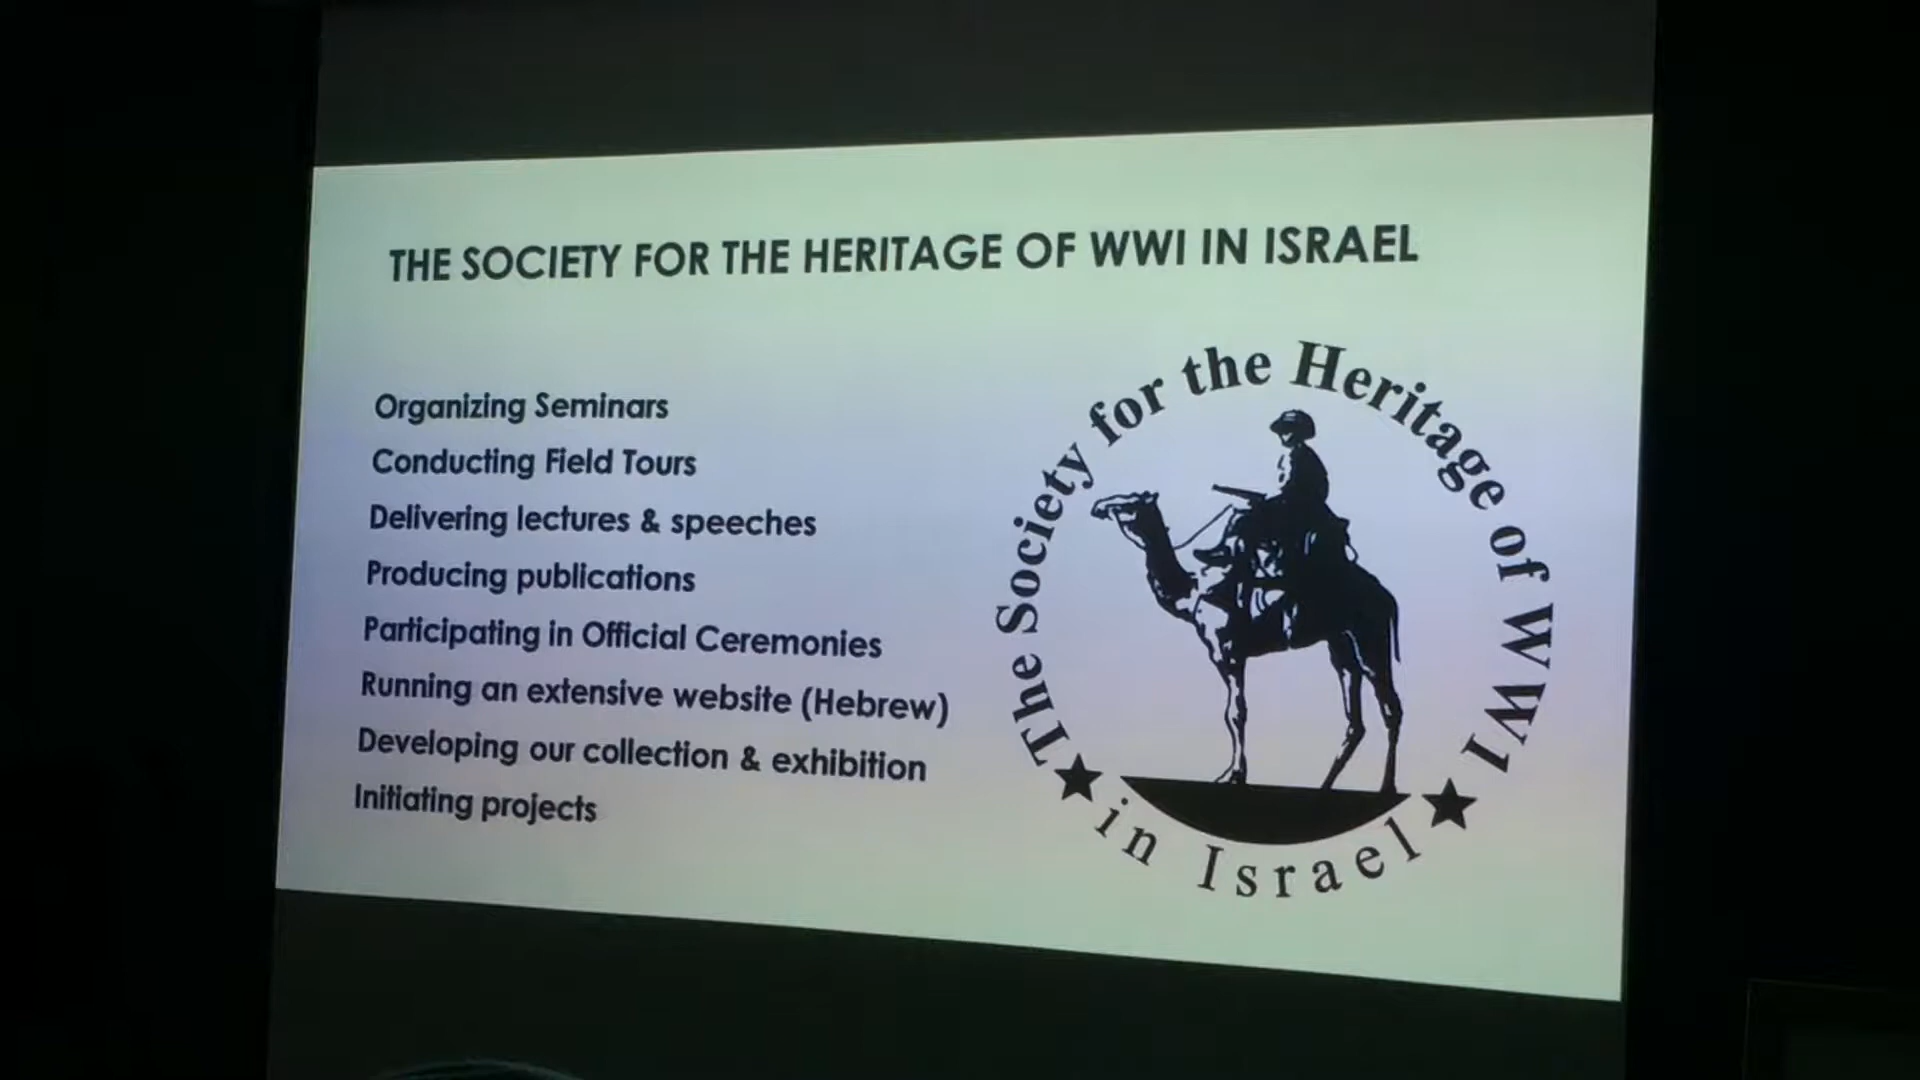 THE SOCIETY FOR THE HERITAGE OF WWI IN ISRAEL
Organizing Seminars
Conducting Field Tours
Delivering lectures & speeches
Producing publications
Participating in Official Ceremonies
Running an extensive website (Hebrew)
Developing our collection & exhibition
Initiating projects
The Society for the Heritage of WW1
in Israel